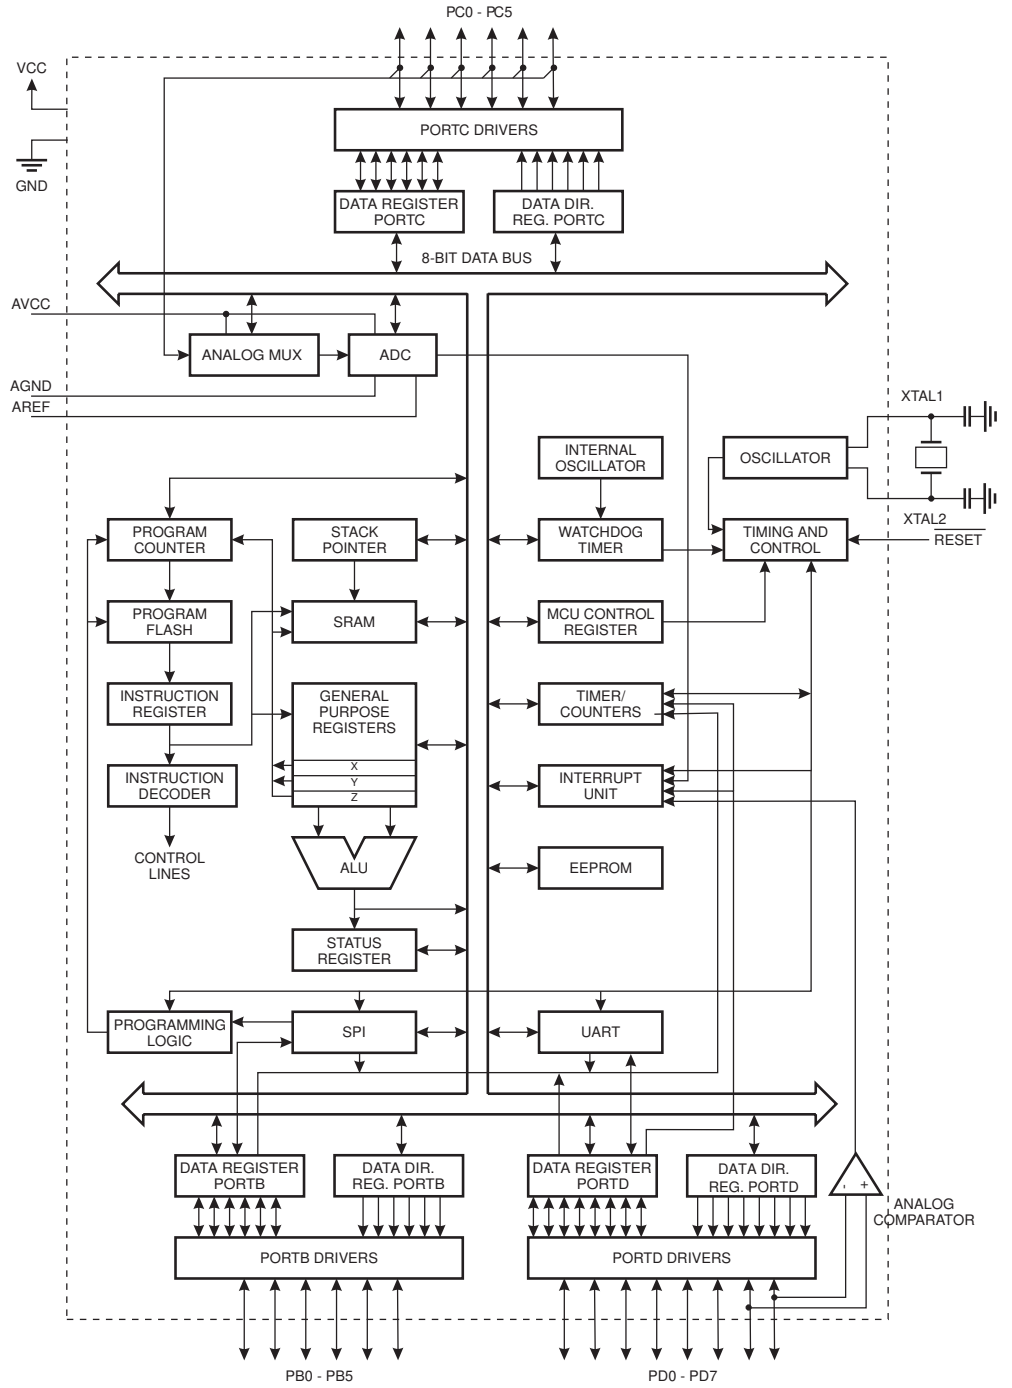 PC0 - PC5
VCC
GND
PORTC DRIVERS
DATA REGISTER
PORTC
DATA DIR.
REG. PORTC
8-BIT DATA BUS
AVCC
ANALOG MUX
ADC
AGND
AREF
XTAL1
INTERNAL
OSCILLATOR
OSCILLATOR
XTAL2
RESET
PROGRAM
COUNTER
STACK
POINTER
WATCHDOG
TIMER
TIMING AND
CONTROL
PROGRAM
FLASH
SRAM
MCU CONTROL
REGISTER
INSTRUCTION
REGISTER
GENERAL
PURPOSE
REGISTERS
X
Y
Z
TIMER/
COUNTERS
INSTRUCTION
DECODER
INTERRUPT
UNIT
CONTROL
LINES
ALU
EEPROM
STATUS
REGISTER
PROGRAMMING
LOGIC
SPI
UART
DATA REGISTER
PORTB
DATA DIR.
REG. PORTB
DATA REGISTER
PORTD
DATA DIR.
REG. PORTD
- +
ANALOG
COMPARATOR
PORTB DRIVERS
PORTD DRIVERS
PB0 - PB5
PD0 - PD7